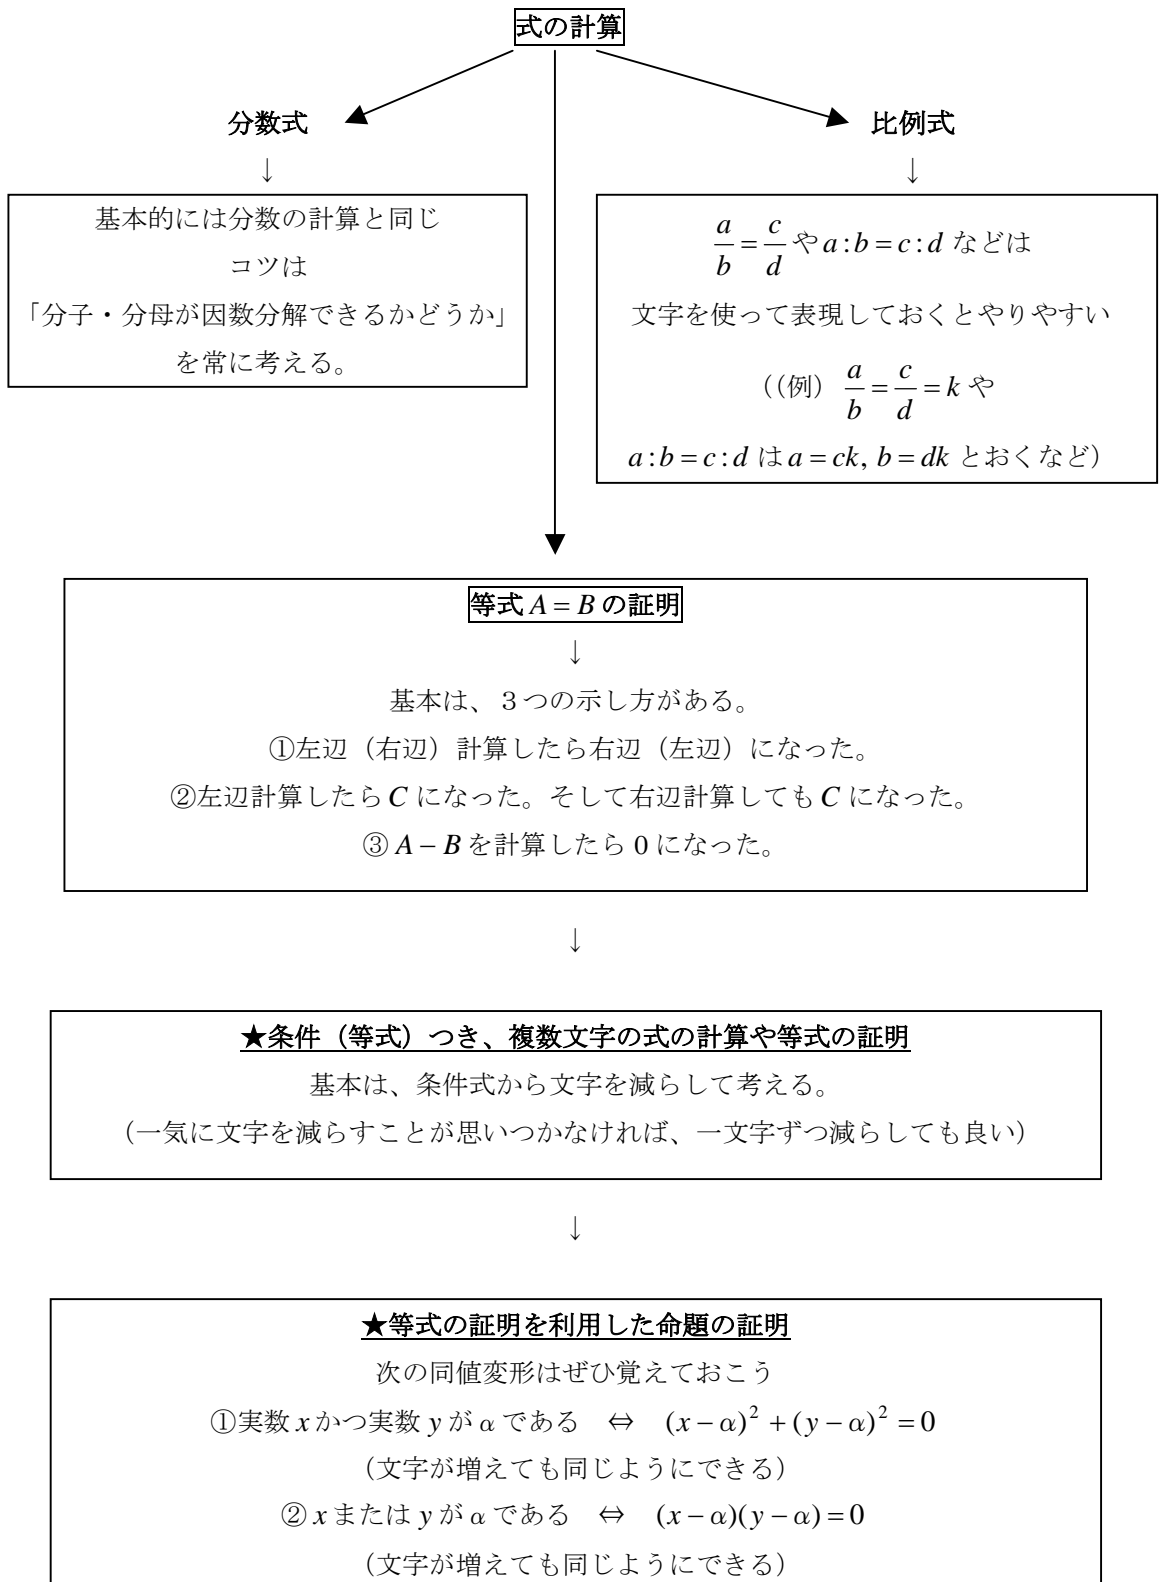 式の計算
分数式
↓
基本的には分数の計算と同じ
コツは
「分子・分母が因数分解できるかどうか」
を常に考える。
比例式
↓
a/b = c/d や a:b = c:d などは
文字を使って表現しておくとやりやすい
((例) a/b = c/d = k や
a:b = c:d は a = ck, b = dk とおくなど）
等式 A = B の証明
↓
基本は、３つの示し方がある。
①左辺（右辺）計算したら右辺（左辺）になった。
②左辺計算したら C になった。そして右辺計算しても C になった。
③ A − B を計算したら 0 になった。
↓
★条件（等式）つき、複数文字の式の計算や等式の証明
基本は、条件式から文字を減らして考える。
（一気に文字を減らすことが思いつかなければ、一文字ずつ減らしても良い）
↓
★等式の証明を利用した命題の証明
次の同値変形はぜひ覚えておこう
①実数 x かつ実数 y が α である ⇔ (x − α)² + (y − α)² = 0
（文字が増えても同じようにできる）
② x または y が α である ⇔ (x − α)(y − α) = 0
（文字が増えても同じようにできる）